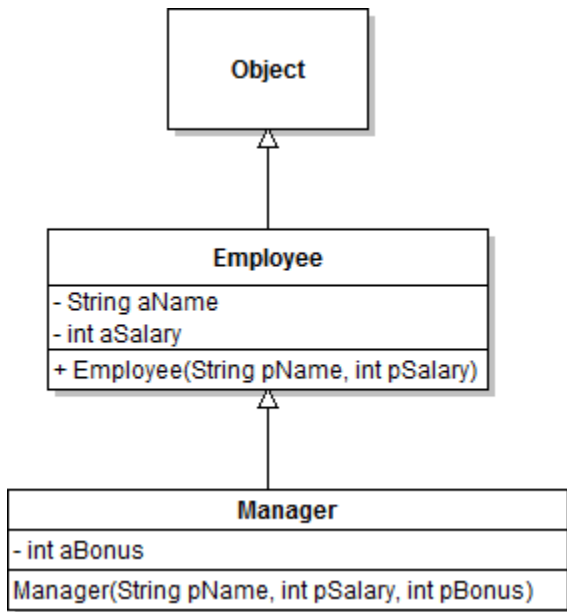 Object
Employee
- String aName
- int aSalary
+ Employee(String pName, int pSalary)
Manager
- int aBonus
Manager(String pName, int pSalary, int pBonus)